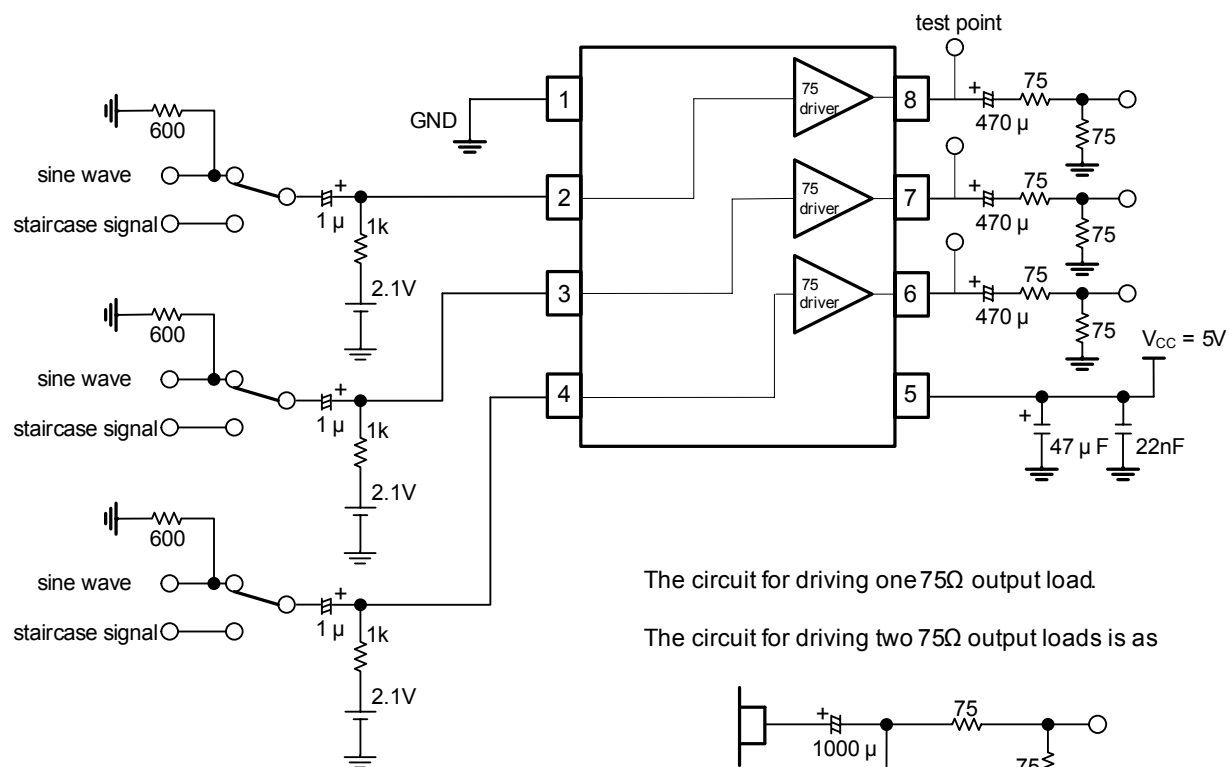 test point
75
driver
8
+
470 µ
75
75
1
GND
600
sine wave
staircase signal
+
1 µ
1k
2.1V
2
75
driver
7
+
470 µ
75
75
3
600
sine wave
staircase signal
+
1 µ
1k
2.1V
75
driver
6
+
470 µ
75
75
4
5
VCC = 5V
+
47 µ F
22nF
600
sine wave
staircase signal
+
1 µ
1k
2.1V
The circuit for driving one 75Ω output load.
The circuit for driving two 75Ω output loads is as
+
1000 µ
75
75